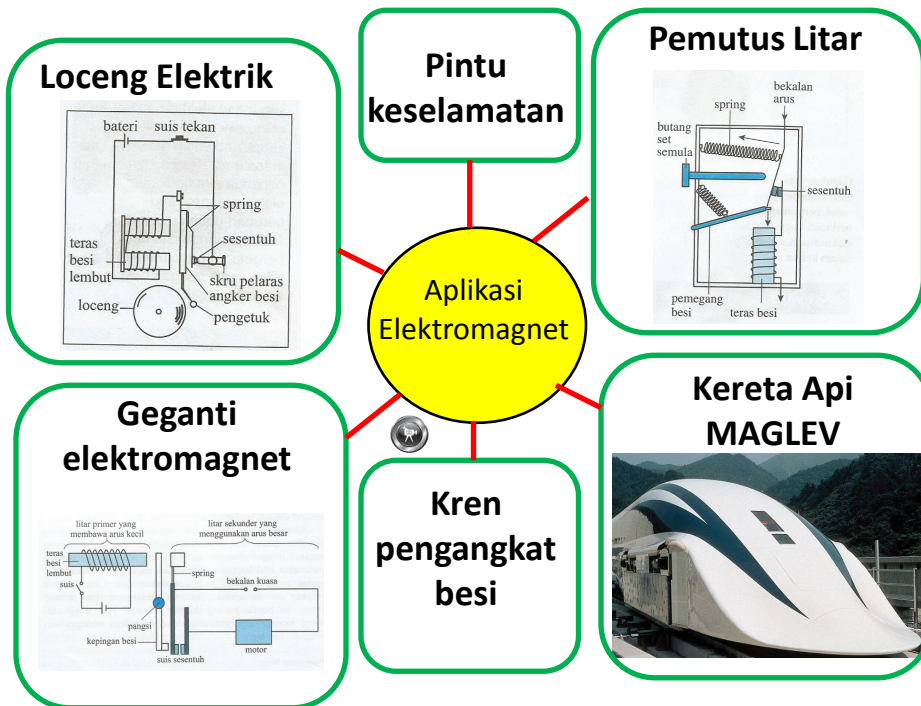 Loceng Elektrik
bateri
suis tekan
spring
teras
besi
lembut
sesentuh
skru pelaras
angker besi
loceng
pengetuk
Pintu
keselamatan
Pemutus Litar
bekalan
arus
spring
butang
set
semula
sesentuh
pemegang
besi
teras besi
Aplikasi
Elektromagnet
Geganti
elektromagnet
litar primer yang
membawa arus kecil
litar sekunder yang
menggunakan arus besar
teras
besi
lembut
suis
spring
bekalan kuasa
pangsi
kepingan besi
suis sesentuh
motor
Kren
pengangkat
besi
Kereta Api
MAGLEV